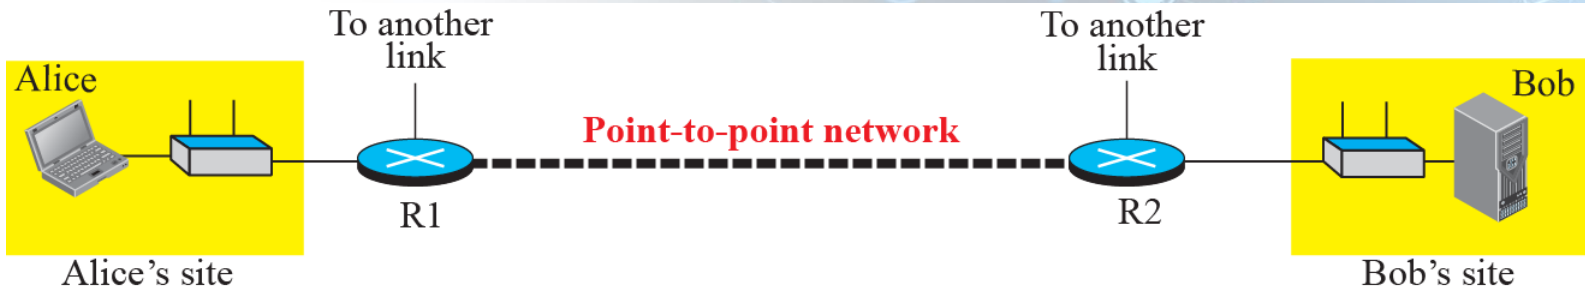 To another
link
To another
link
Alice
Bob
Point-to-point network
R1
R2
Alice’s site
Bob’s site